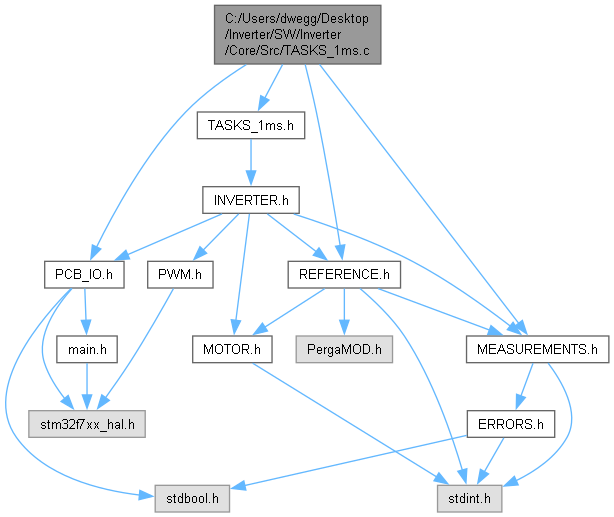 C:/Users/dwegg/Desktop
/Inverter/SW/Inverter
/Core/Src/TASKS_1ms.c
TASKS_1ms.h
INVERTER.h
PCB_IO.h
PWM.h
REFERENCE.h
main.h
MOTOR.h
PergaMOD.h
MEASUREMENTS.h
stm32f7xx_hal.h
ERRORS.h
stdbool.h
stdint.h